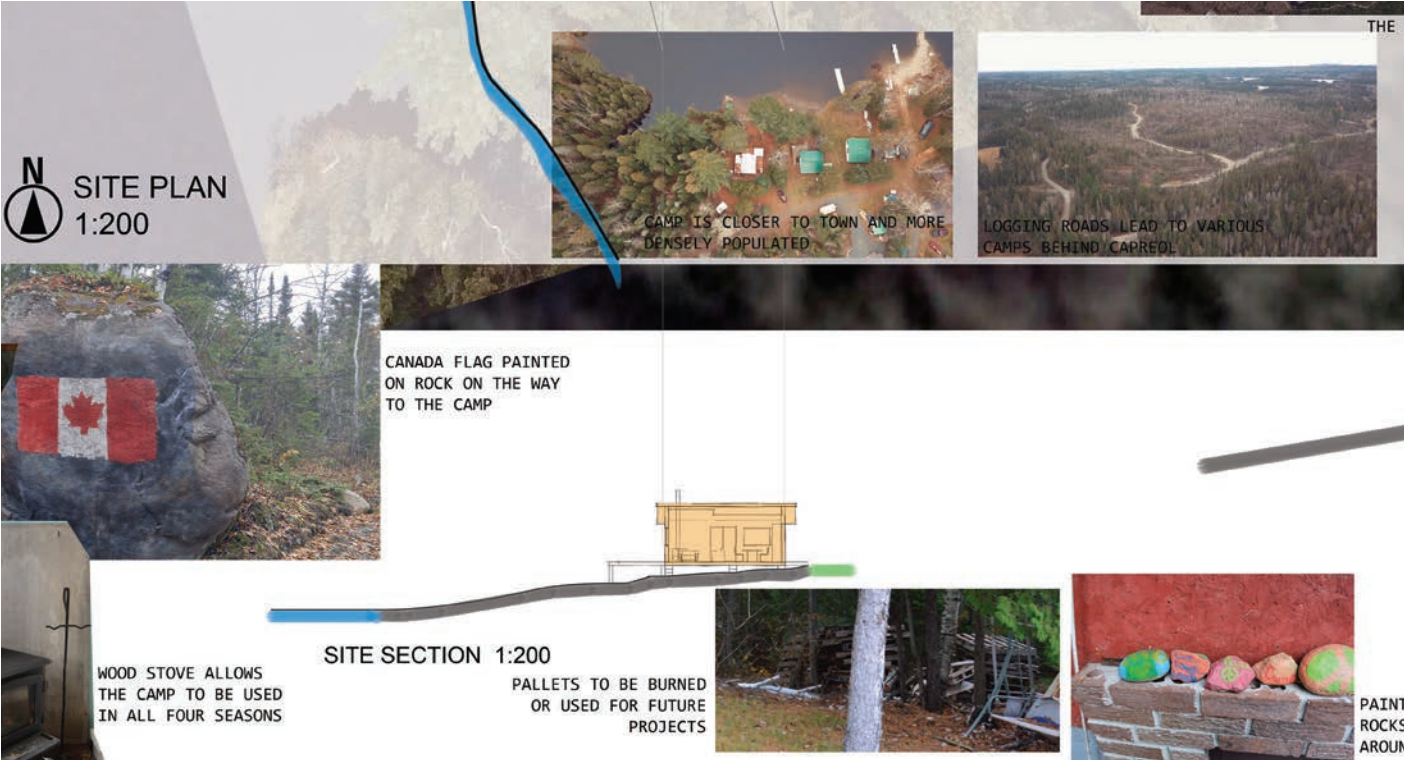 THE
N
SITE PLAN
1:200
CAMP IS CLOSER TO TOWN AND MORE
DENSELY POPULATED
LOGGING ROADS LEAD TO VARIOUS
CAMPS BEHIND CAPREOL
CANADA FLAG PAINTED
ON ROCK ON THE WAY
TO THE CAMP
SITE SECTION 1:200
WOOD STOVE ALLOWS
THE CAMP TO BE USED
IN ALL FOUR SEASONS
PALLETS TO BE BURNED
OR USED FOR FUTURE
PROJECTS
PAINT
ROCKS
AROUN